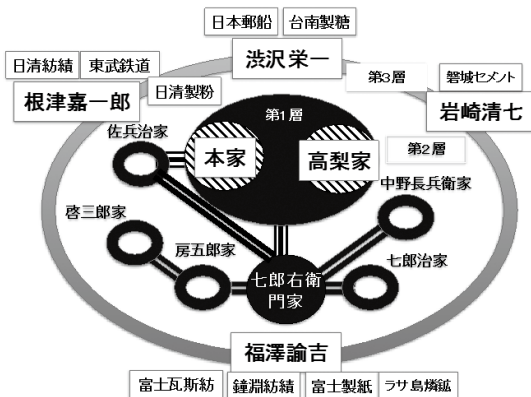 日本郵船 台南製糖
渋沢栄一
日清紡績 東武鉄道
第3層 磐城セメント
日清製粉
根津嘉一郎
岩崎清七
第1層
佐兵治家
本家 高梨家
第2層
中野長兵衛家
啓三郎家
房五郎家
七郎右衛
門家
七郎治家
福澤諭吉
富士瓦斯紡 鐘淵紡績 富士製紙 ラサ島燐鉱